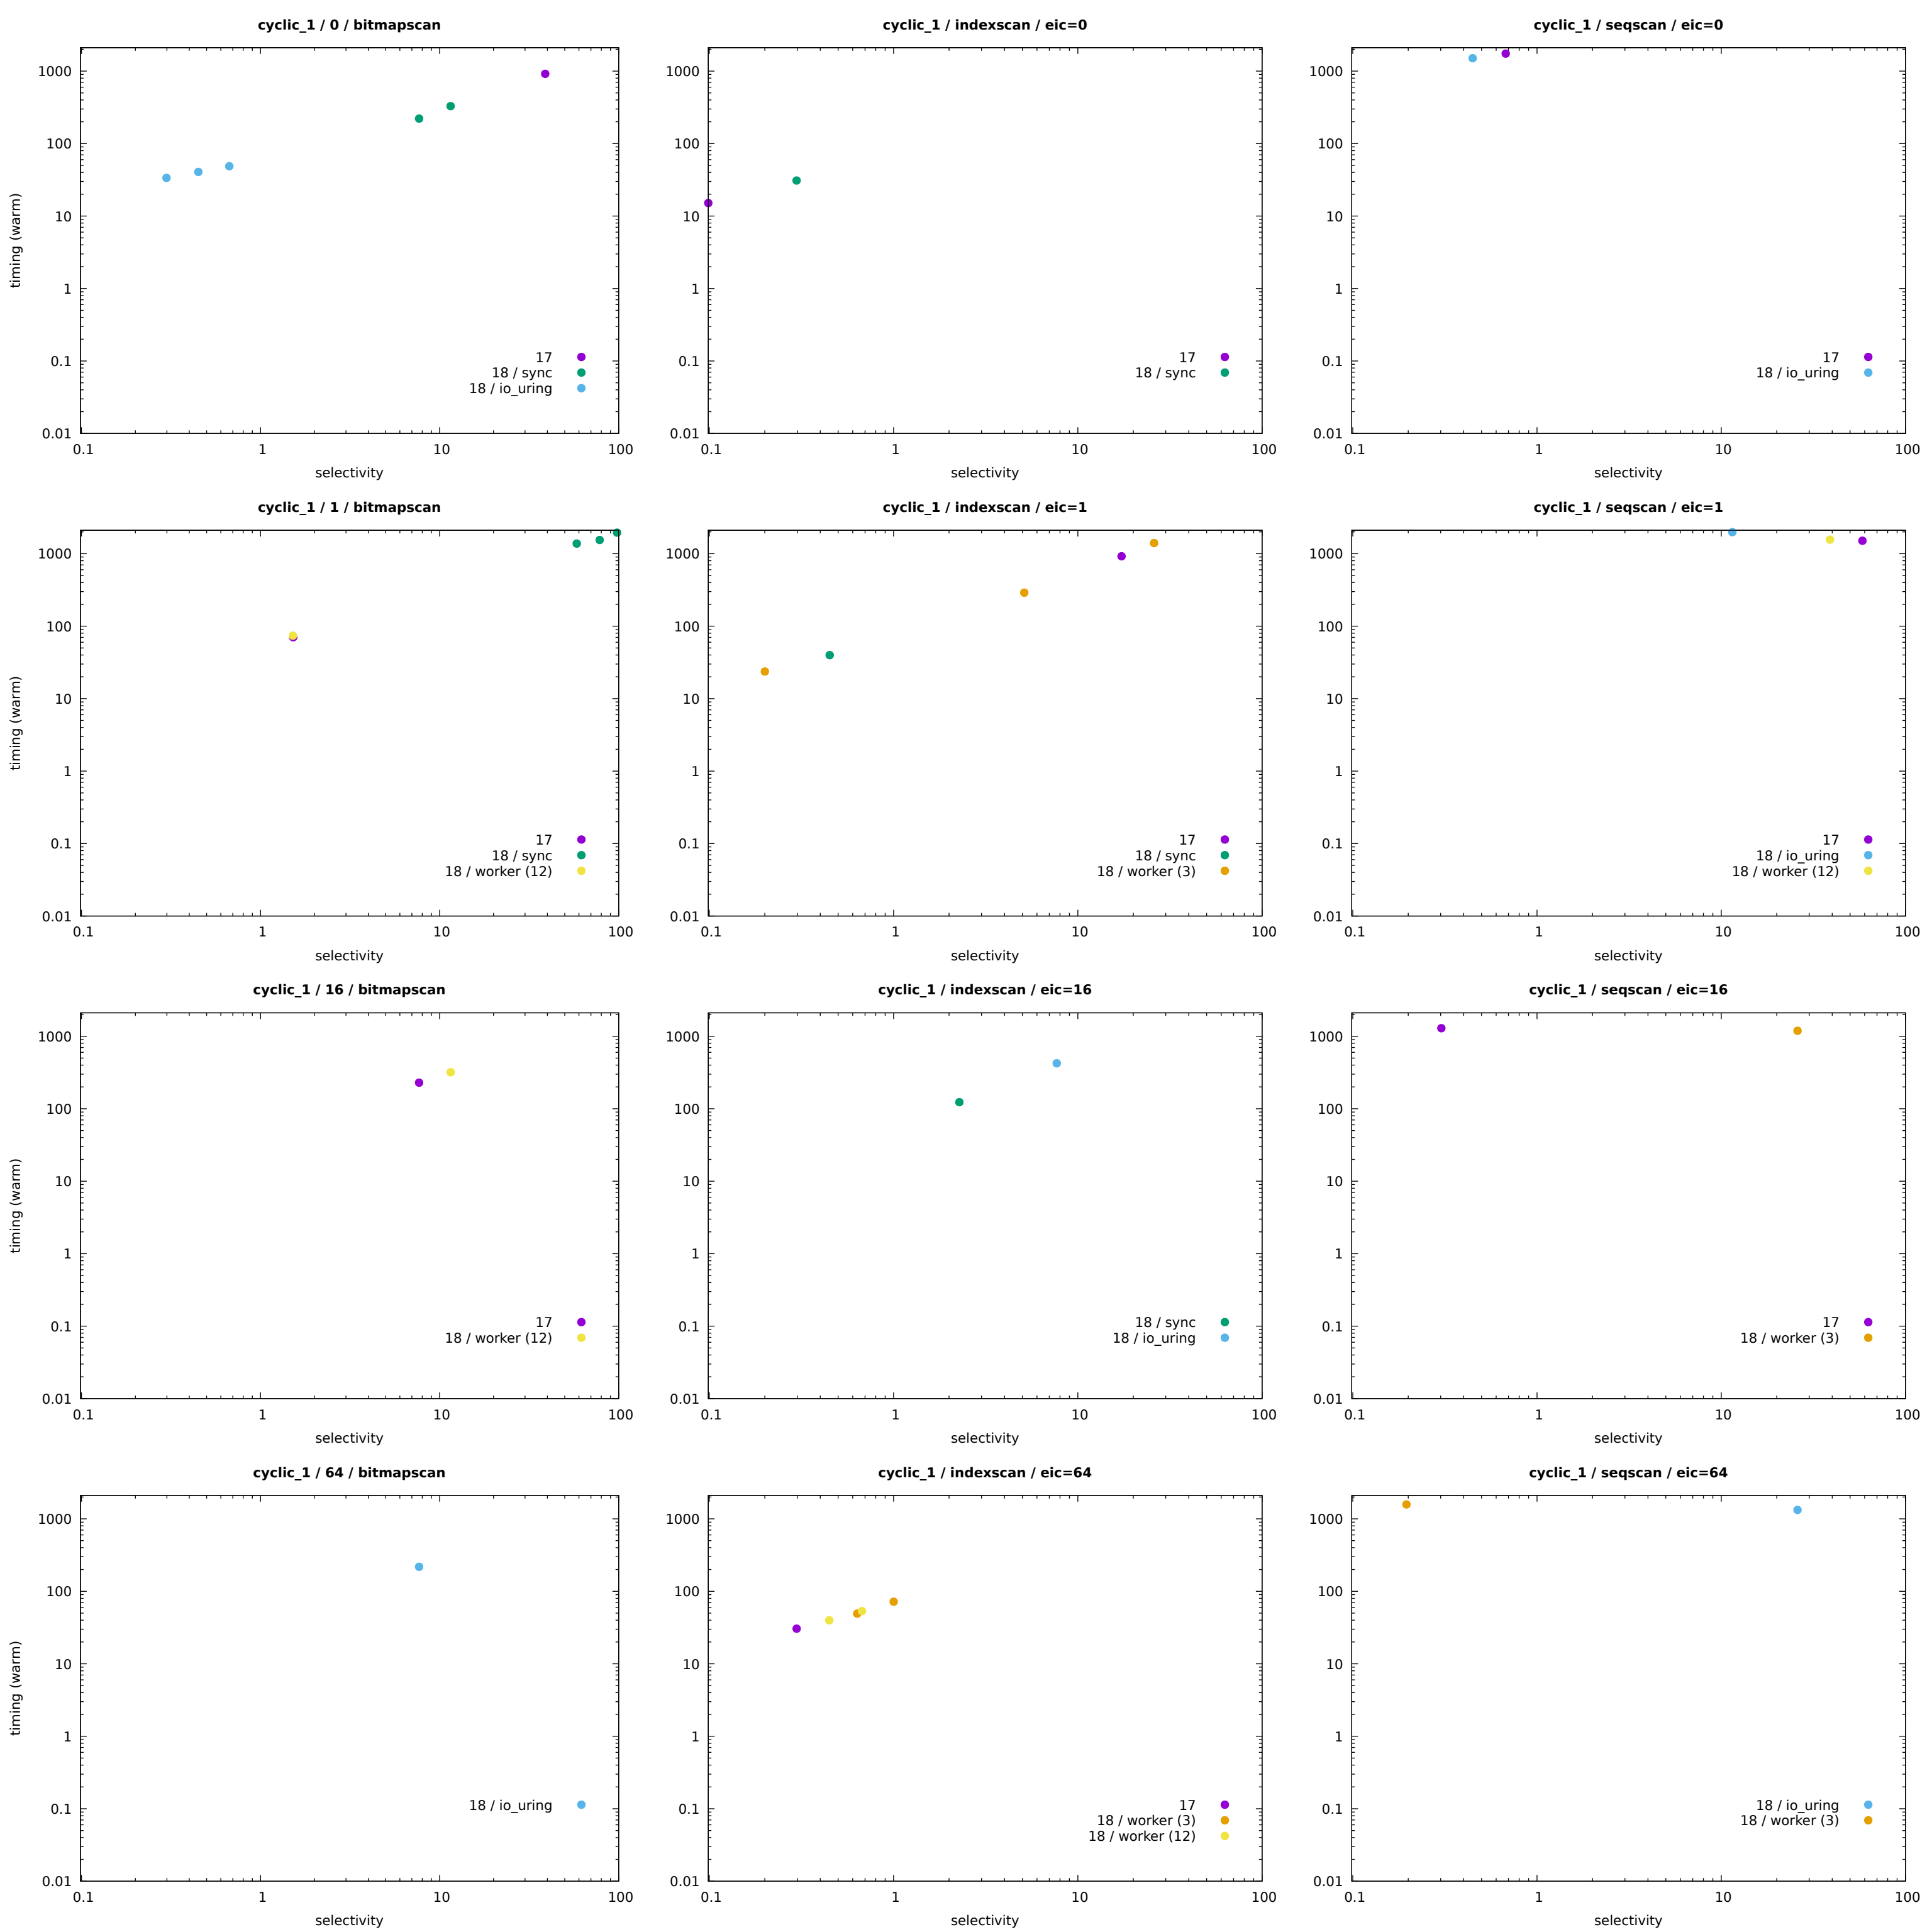 cyclic_1 / 0 / bitmapscan
timing (warm)
1000
100
10
1
0.1
0.01
17
18 / sync
18 / io_uring
0.1 1 10 100
selectivity
cyclic_1 / indexscan / eic=0
1000
100
10
1
0.1
0.01
17
18 / sync
0.1 1 10 100
selectivity
cyclic_1 / seqscan / eic=0
1000
100
10
1
0.1
0.01
17
18 / io_uring
0.1 1 10 100
selectivity
cyclic_1 / 1 / bitmapscan
timing (warm)
1000
100
10
1
0.1
0.01
17
18 / sync
18 / worker (12)
0.1 1 10 100
selectivity
cyclic_1 / indexscan / eic=1
1000
100
10
1
0.1
0.01
17
18 / sync
18 / worker (3)
0.1 1 10 100
selectivity
cyclic_1 / seqscan / eic=1
1000
100
10
1
0.1
0.01
17
18 / io_uring
18 / worker (12)
0.1 1 10 100
selectivity
cyclic_1 / 16 / bitmapscan
timing (warm)
1000
100
10
1
0.1
0.01
17
18 / worker (12)
0.1 1 10 100
selectivity
cyclic_1 / indexscan / eic=16
1000
100
10
1
0.1
0.01
18 / sync
18 / io_uring
0.1 1 10 100
selectivity
cyclic_1 / seqscan / eic=16
1000
100
10
1
0.1
0.01
17
18 / worker (3)
0.1 1 10 100
selectivity
cyclic_1 / 64 / bitmapscan
timing (warm)
1000
100
10
1
0.1
0.01
18 / io_uring
0.1 1 10 100
selectivity
cyclic_1 / indexscan / eic=64
1000
100
10
1
0.1
0.01
17
18 / worker (3)
18 / worker (12)
0.1 1 10 100
selectivity
cyclic_1 / seqscan / eic=64
1000
100
10
1
0.1
0.01
18 / io_uring
18 / worker (3)
0.1 1 10 100
selectivity